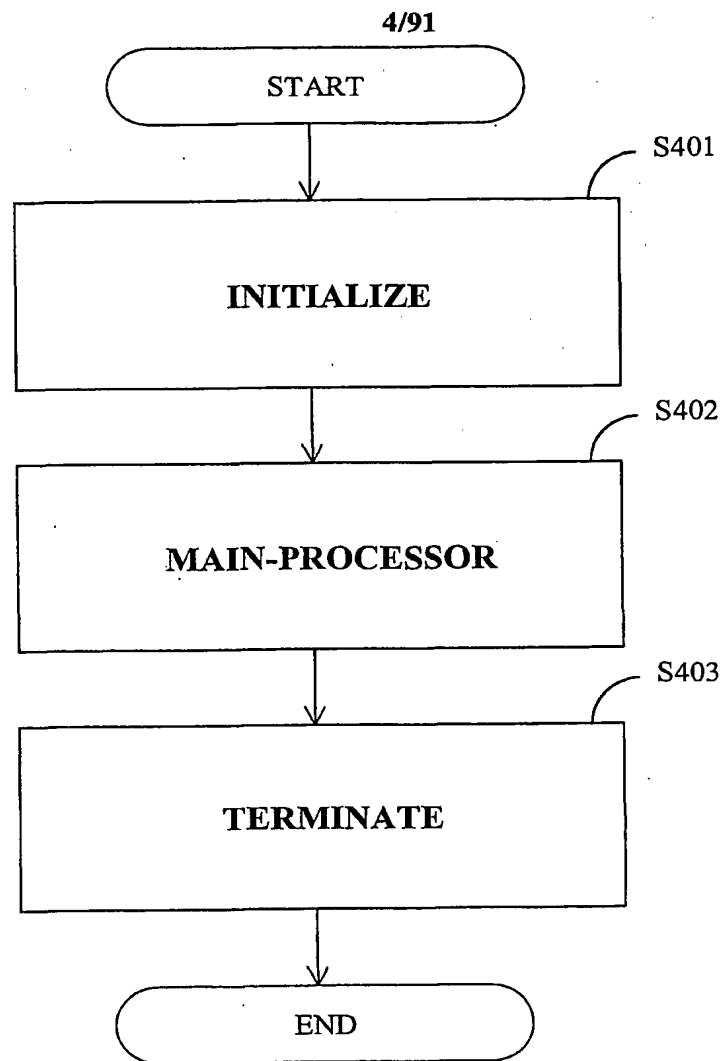 4/91
START
S401
INITIALIZE
S402
MAIN-PROCESSOR
S403
TERMINATE
END